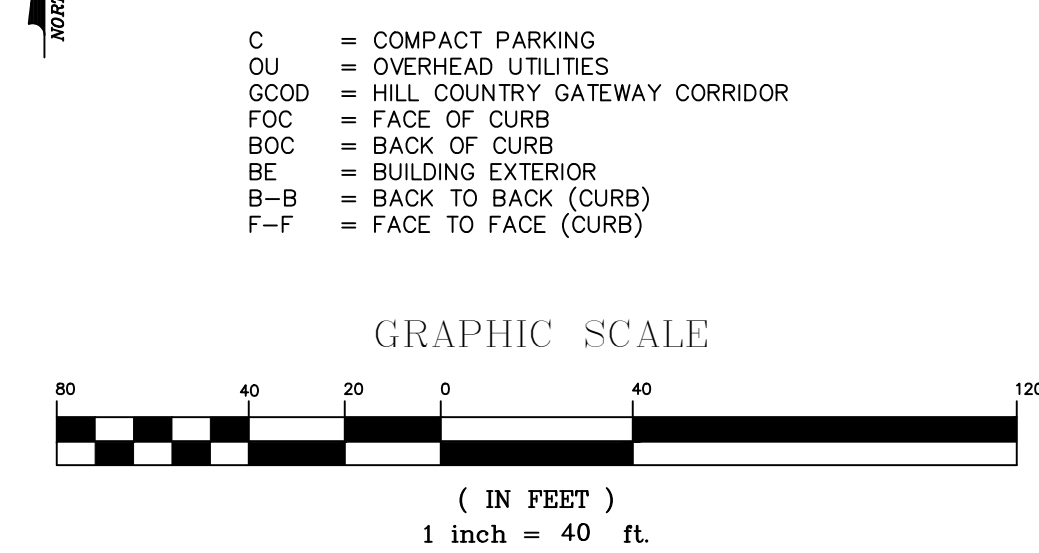 C = COMPACT PARKING
OU = OVERHEAD UTILITIES
GCOD = HILL COUNTRY GATEWAY CORRIDOR
FOC = FACE OF CURB
BOC = BACK OF CURB
BE = BUILDING EXTERIOR
B-B = BACK TO BACK (CURB)
F-F = FACE TO FACE (CURB)
GRAPHIC SCALE
80 40 20 0 40 120
( IN FEET )
1 inch = 40 ft.